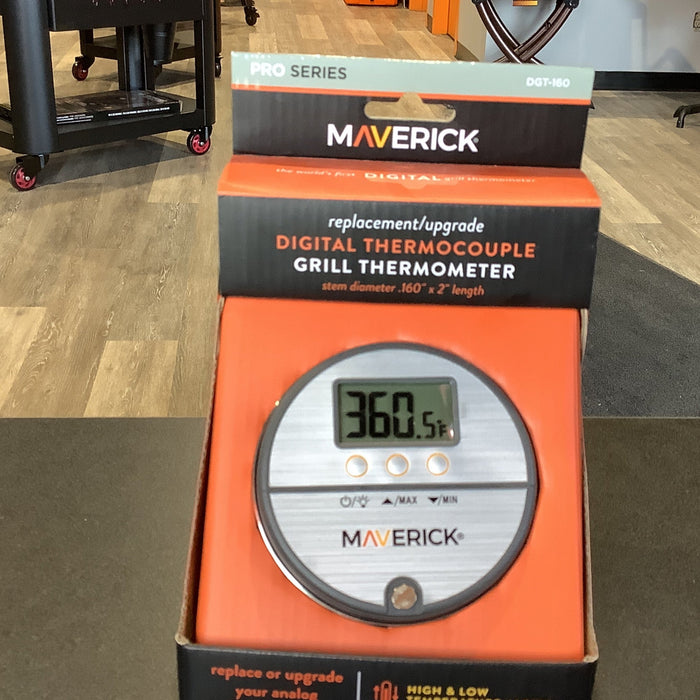 PRO SERIES
DGT-160
MAVERICK
the world's first DIGITAL grill thermometer
replacement/upgrade
DIGITAL THERMOCOUPLE
GRILL THERMOMETER
stem diameter .160" x 2" length
360.5°F
/MAX /MIN
MAVERICK®
replace or upgrade
your analog
HIGH & LOW